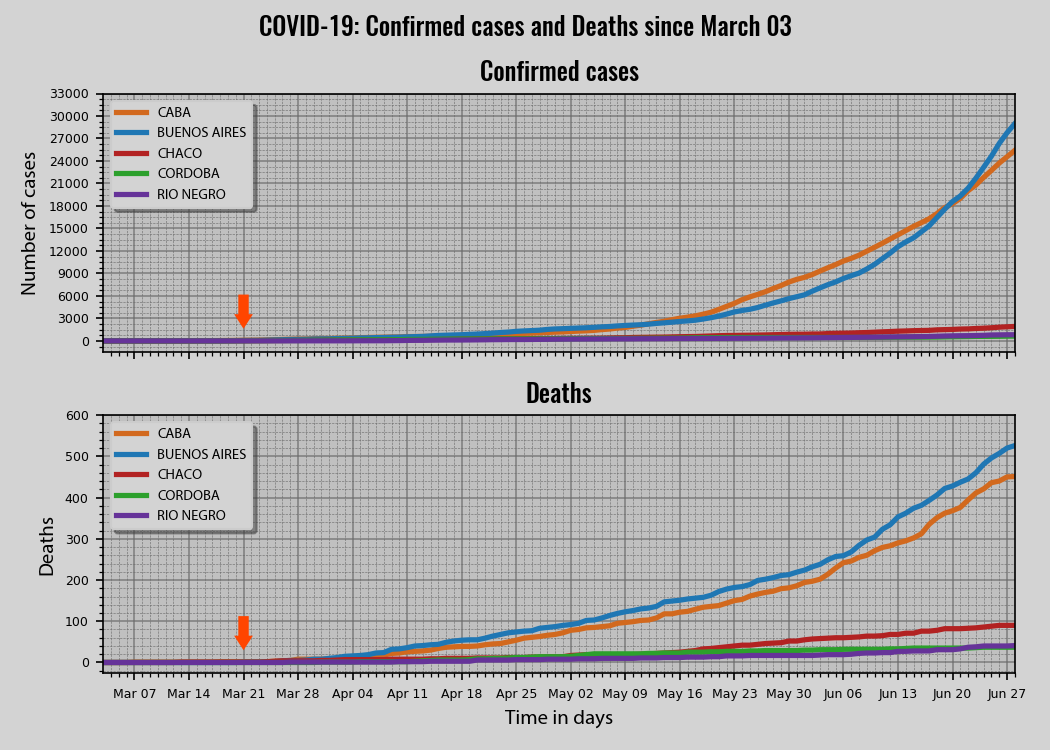 COVID-19: Confirmed cases and Deaths since March 03
Confirmed cases
33000
30000
27000
24000
21000
18000
15000
12000
9000
6000
3000
0
Number of cases
CABA
BUENOS AIRES
CHACO
CORDOBA
RIO NEGRO
Deaths
600
500
400
300
200
100
0
Deaths
CABA
BUENOS AIRES
CHACO
CORDOBA
RIO NEGRO
Mar 07 Mar 14 Mar 21 Mar 28 Apr 04 Apr 11 Apr 18 Apr 25 May 02 May 09 May 16 May 23 May 30 Jun 06 Jun 13 Jun 20 Jun 27
Time in days